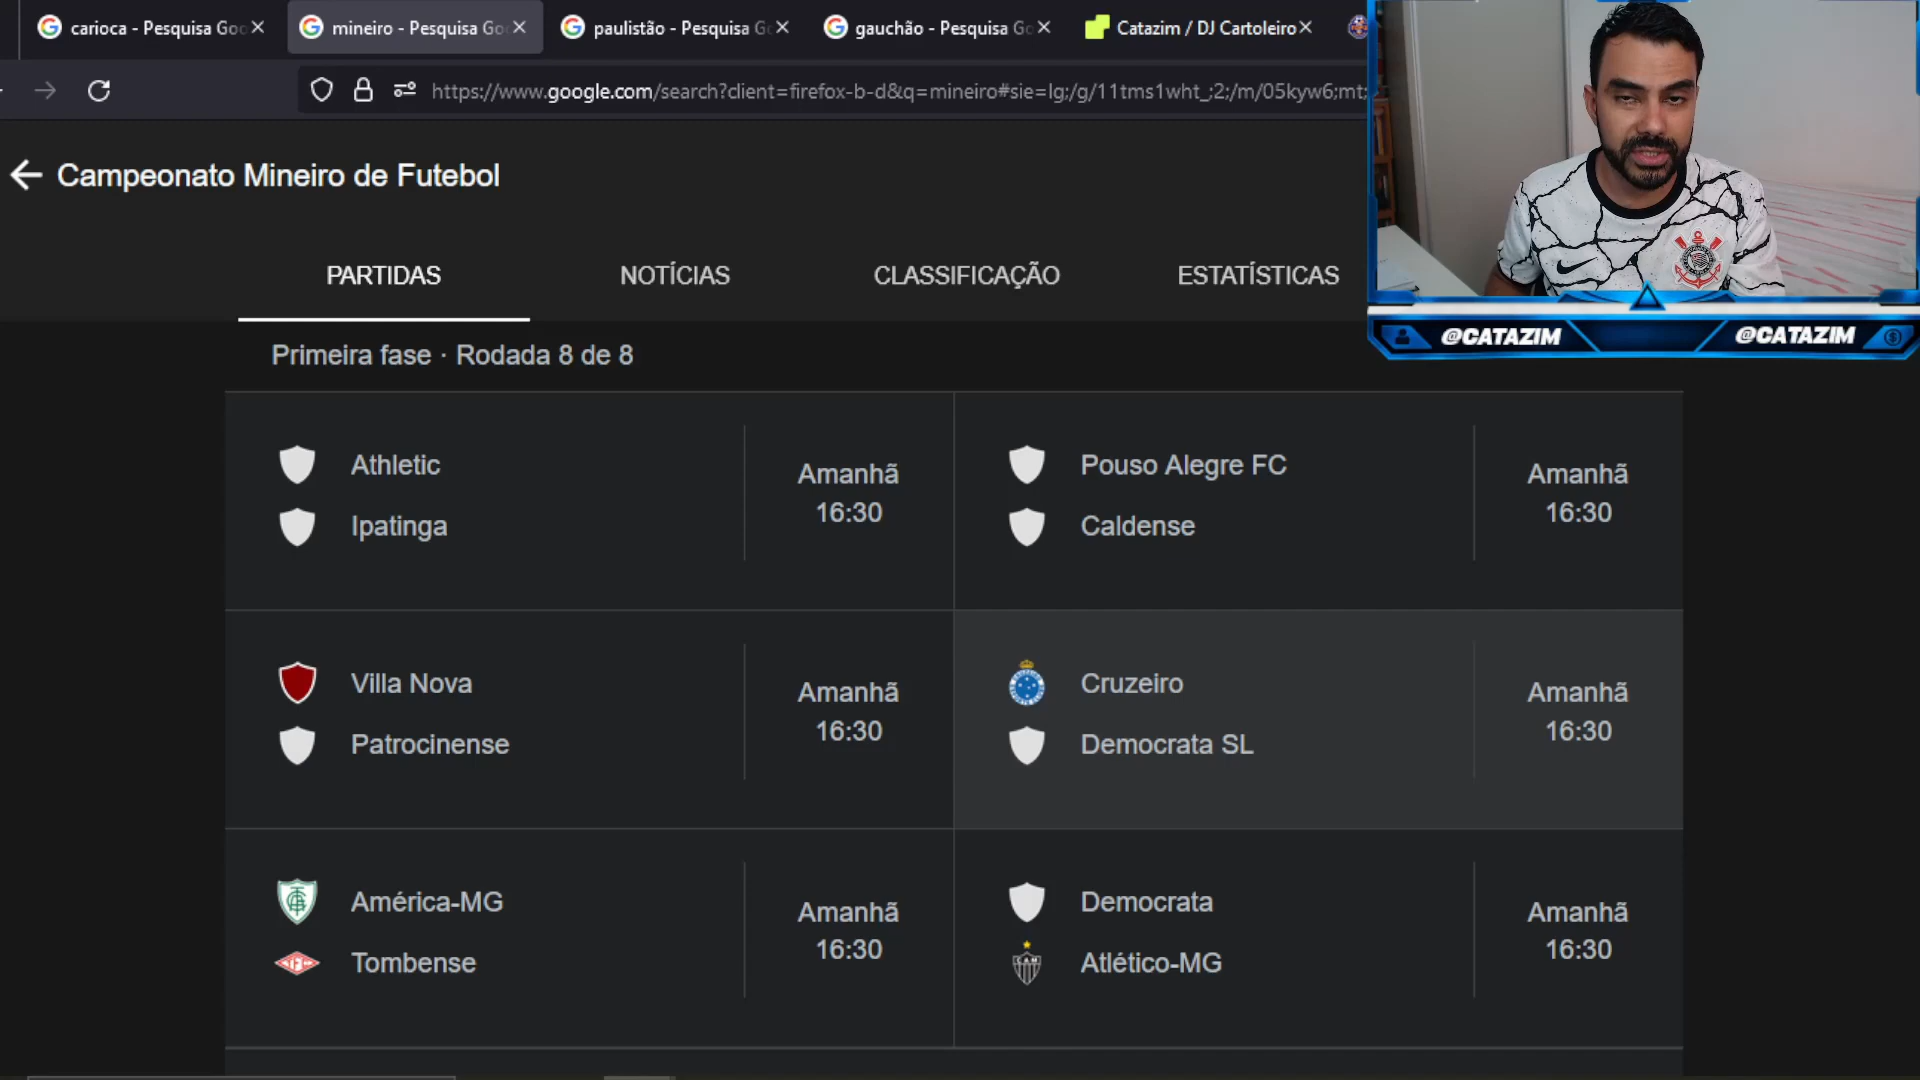 carioca - Pesquisa Goo
mineiro - Pesquisa Go
paulistão - Pesquisa G
gauchão - Pesquisa Go
Catazim / DJ Cartoleiro
https://www.google.com/search?client=firefox-b-d&q=mineiro#sie=lg;/g/11tms1wht_;2;/m/05kyw6;mt;
Campeonato Mineiro de Futebol
PARTIDAS
NOTÍCIAS
CLASSIFICAÇÃO
ESTATÍSTICAS
@CATAZIM
@CATAZIM
Primeira fase · Rodada 8 de 8
Athletic
Ipatinga
Amanhã
16:30
Pouso Alegre FC
Caldense
Amanhã
16:30
Villa Nova
Patrocinense
Amanhã
16:30
Cruzeiro
Democrata SL
Amanhã
16:30
América-MG
Tombense
Amanhã
16:30
Democrata
Atlético-MG
Amanhã
16:30